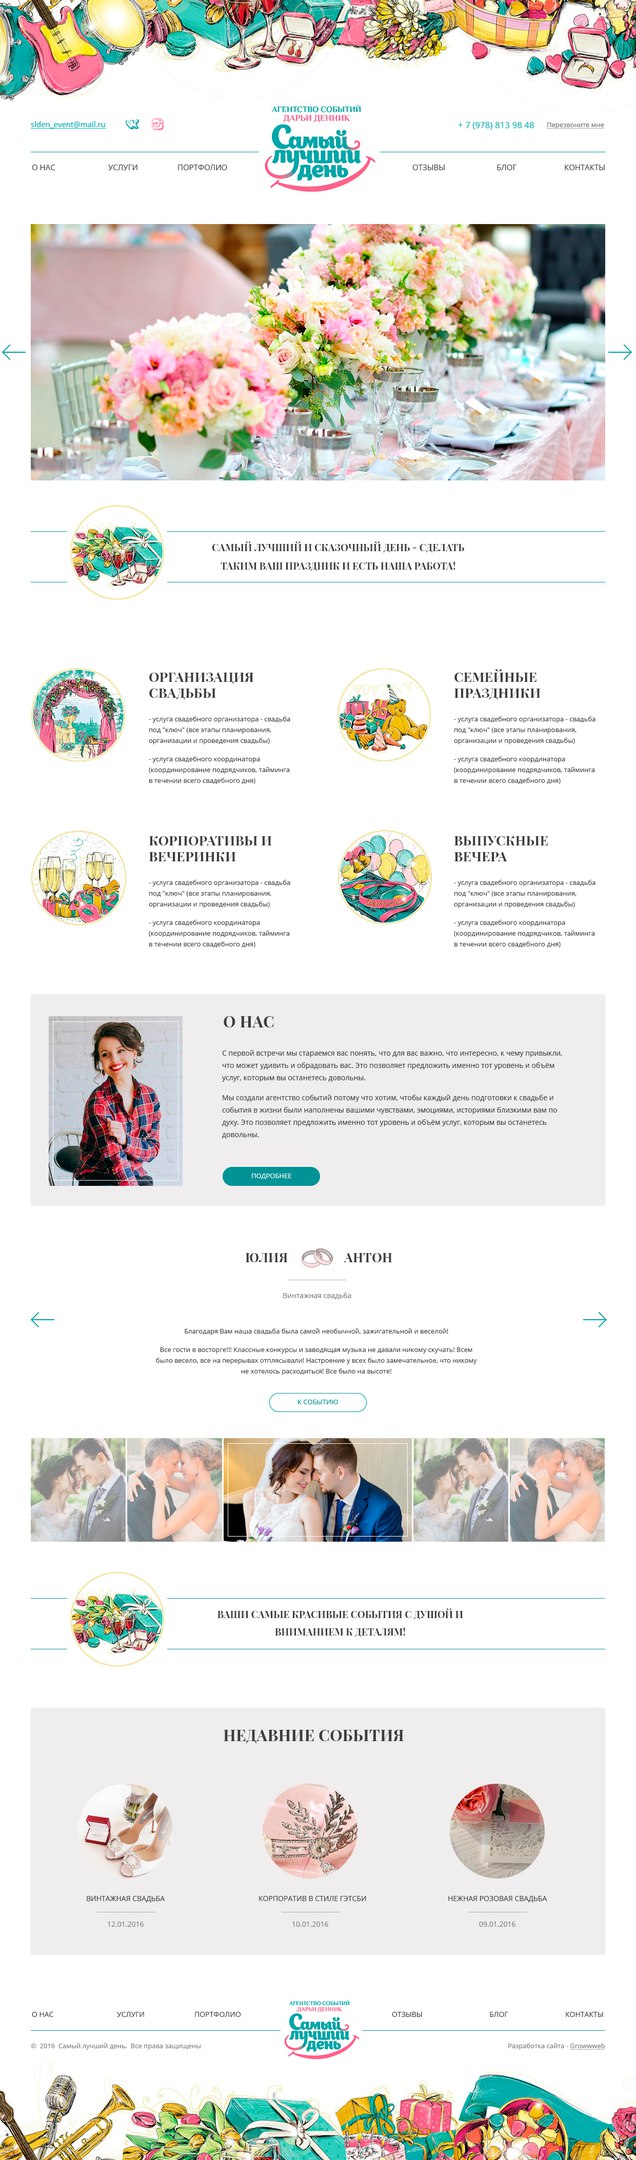 АГЕНТСТВО СОБЫТИЙ
ДАРЬИ ДЕННИК
slden_event@mail.ru
+ 7 (978) 813 98 48
Перезвоните мне
Самый
лучший
день
О НАС
УСЛУГИ
ПОРТФОЛИО
ОТЗЫВЫ
БЛОГ
КОНТАКТЫ
САМЫЙ ЛУЧШИЙ И СКАЗОЧНЫЙ ДЕНЬ - СДЕЛАТЬ
ТАКИМ ВАШ ПРАЗДНИК И ЕСТЬ НАША РАБОТА!
ОРГАНИЗАЦИЯ
СВАДЬБЫ
- услуга свадебного организатора - свадьба
под "ключ" (все этапы планирования,
организации и проведения свадьбы)
- услуга свадебного координатора
(координирование подрядчиков, тайминга
в течении всего свадебного дня)
СЕМЕЙНЫЕ
ПРАЗДНИКИ
- услуга свадебного организатора - свадьба
под "ключ" (все этапы планирования,
организации и проведения свадьбы)
- услуга свадебного координатора
(координирование подрядчиков, тайминга
в течении всего свадебного дня)
КОРПОРАТИВЫ И
ВЕЧЕРИНКИ
- услуга свадебного организатора - свадьба
под "ключ" (все этапы планирования,
организации и проведения свадьбы)
- услуга свадебного координатора
(координирование подрядчиков, тайминга
в течении всего свадебного дня)
ВЫПУСКНЫЕ
ВЕЧЕРА
- услуга свадебного организатора - свадьба
под "ключ" (все этапы планирования,
организации и проведения свадьбы)
- услуга свадебного координатора
(координирование подрядчиков, тайминга
в течении всего свадебного дня)
О НАС
С первой встречи мы стараемся вас понять, что для вас важно, что интересно, к чему привыкли,
что может удивить и обрадовать вас. Это позволяет предложить именно тот уровень и объём
услуг, которым вы останетесь довольны.
Мы создали агентство событий потому что хотим, чтобы каждый день подготовки к свадьбе и
события в жизни были наполнены вашими чувствами, эмоциями, историями близкими вам по
духу. Это позволяет предложить именно тот уровень и объём услуг, которым вы останетесь
довольны.
ПОДРОБНЕЕ
ЮЛИЯ
АНТОН
Винтажная свадьба
Благодаря Вам наша свадьба была самой необычной, зажигательной и веселой!
Все гости в восторге!!! Классные конкурсы и заводящая музыка не давали никому скучать! Всем
было весело, все на перерывах отплясывали! Настроение у всех было замечательное, что никому
не хотелось расходиться! Все было на высоте!
К СОБЫТИЮ
ВАШИ САМЫЕ КРАСИВЫЕ СОБЫТИЯ С ДУШОЙ И
ВНИМАНИЕМ К ДЕТАЛЯМ!
НЕДАВНИЕ СОБЫТИЯ
ВИНТАЖНАЯ СВАДЬБА
12.01.2016
КОРПОРАТИВ В СТИЛЕ ГЭТСБИ
10.01.2016
НЕЖНАЯ РОЗОВАЯ СВАДЬБА
09.01.2016
АГЕНТСТВО СОБЫТИЙ
ДАРЬИ ДЕННИК
Самый
лучший
день
О НАС
УСЛУГИ
ПОРТФОЛИО
ОТЗЫВЫ
БЛОГ
КОНТАКТЫ
© 2016 Самый лучший день. Все права защищены
Разработка сайта - Growwweb